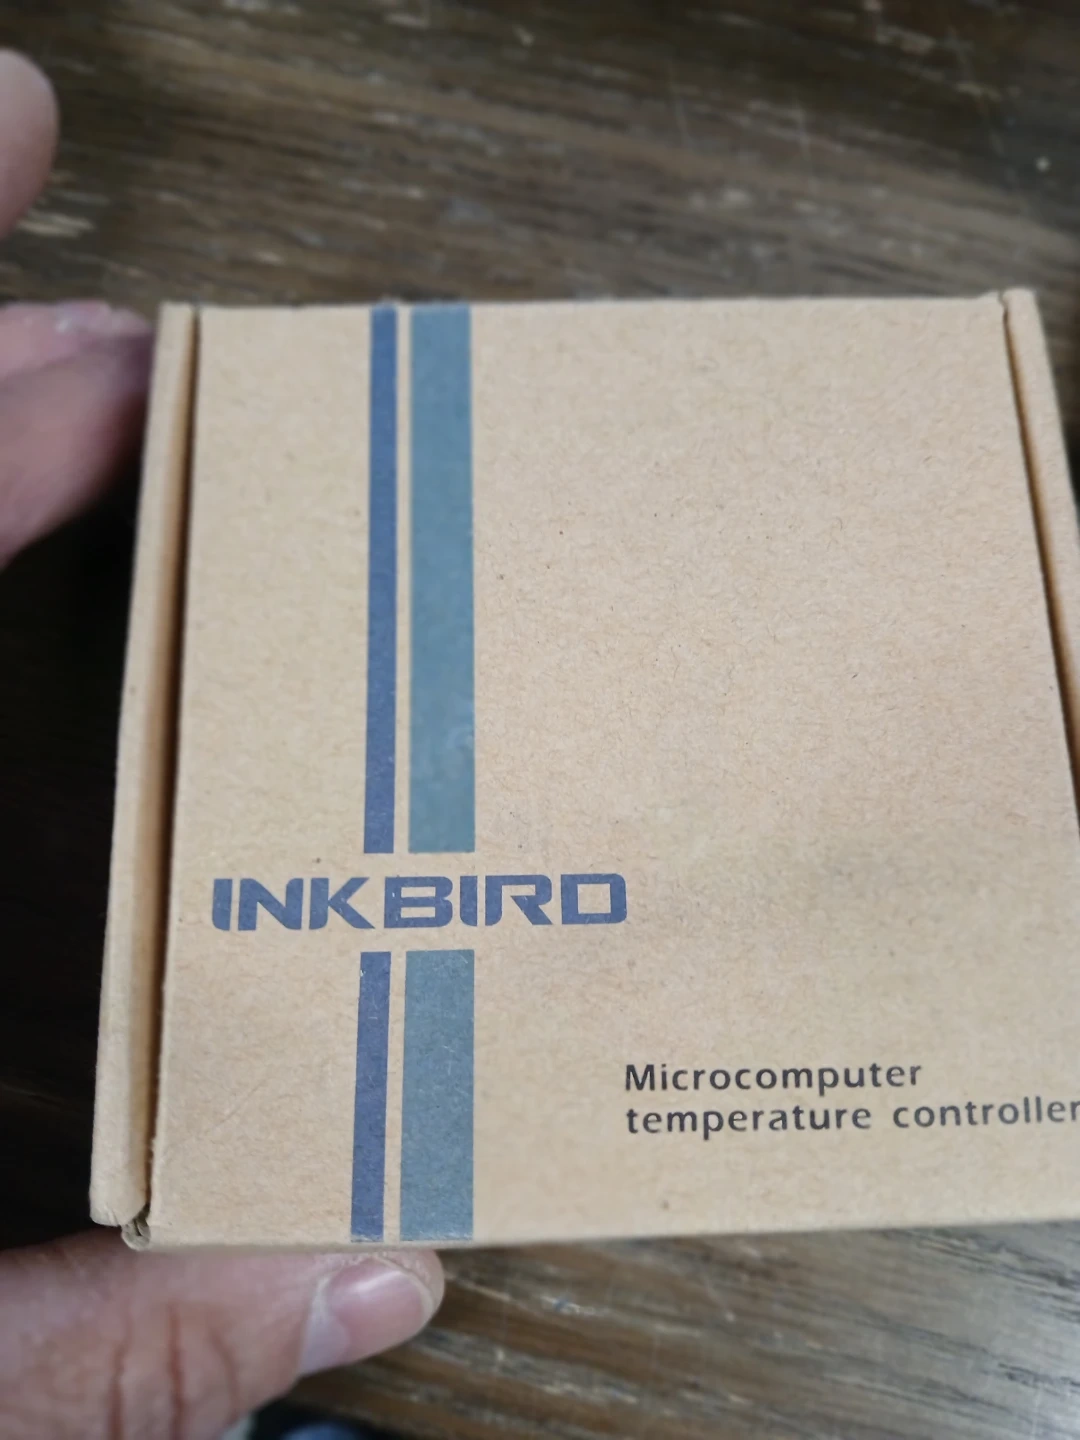 INKBIRD
Microcomputer
temperature controller